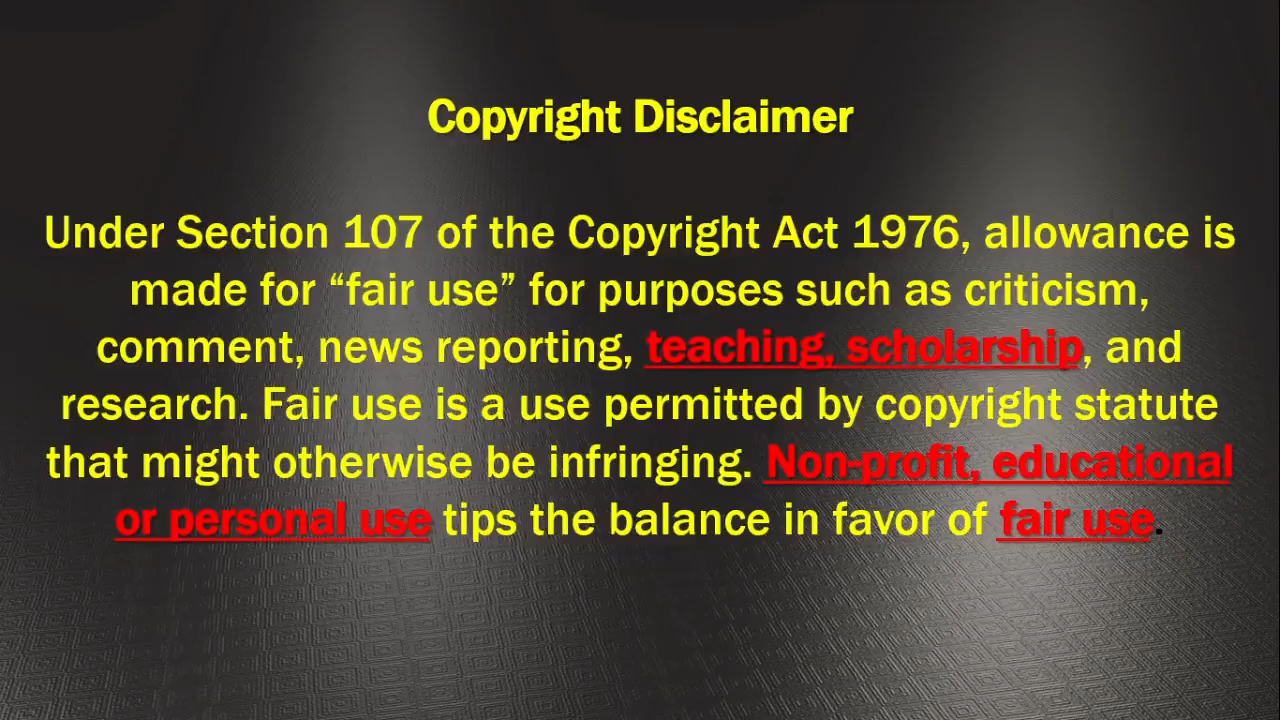 Copyright Disclaimer
Under Section 107 of the Copyright Act 1976, allowance is
made for “fair use” for purposes such as criticism,
comment, news reporting, teaching, scholarship, and
research. Fair use is a use permitted by copyright statute
that might otherwise be infringing. Non-profit, educational
or personal use tips the balance in favor of fair use.